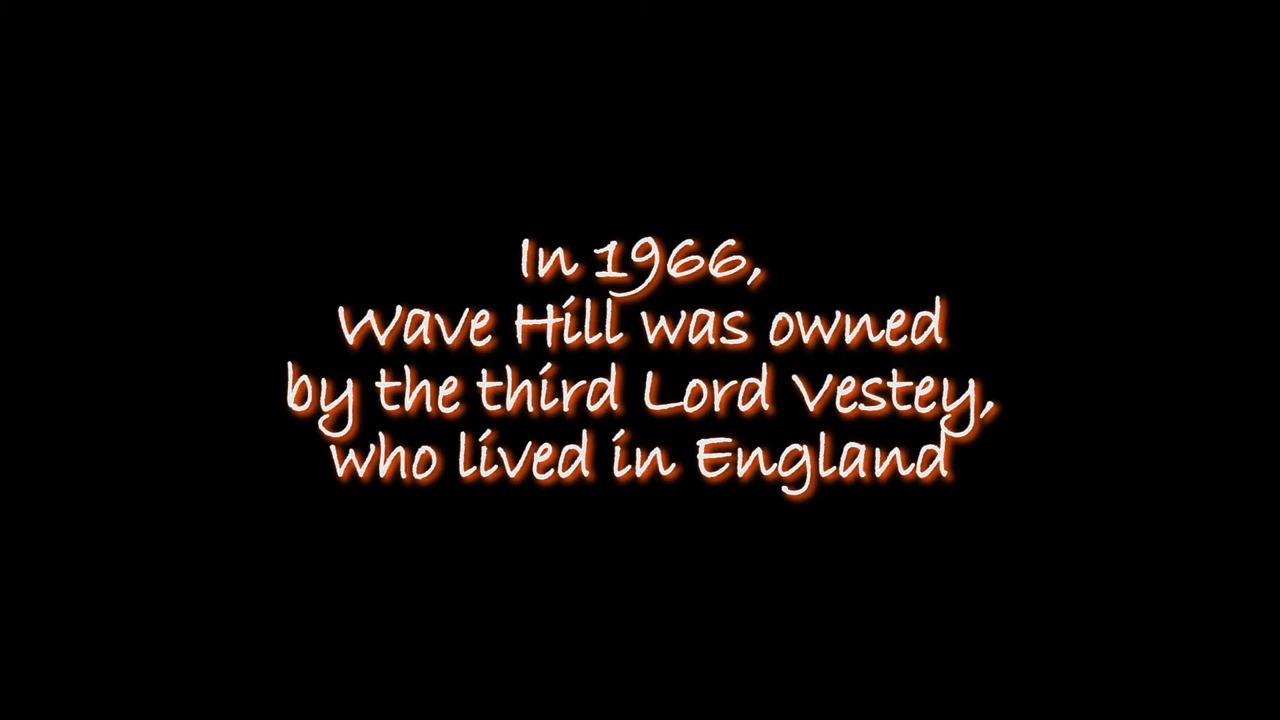 In 1966,
Wave Hill was owned
by the third Lord Vestey,
who lived in England